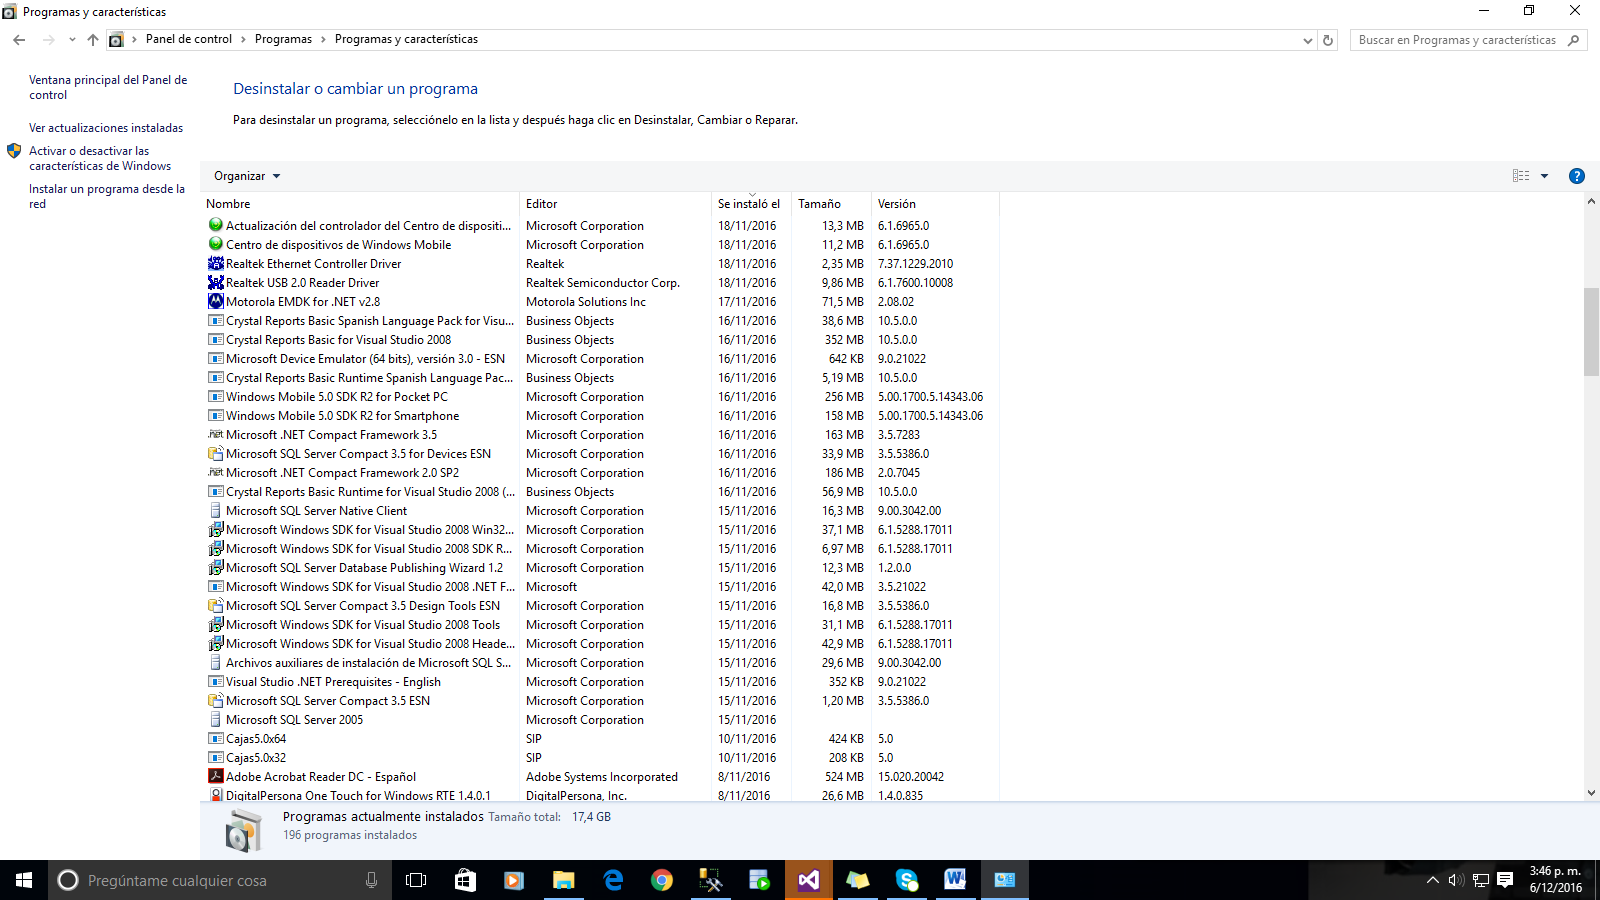 Programas y características
Panel de control > Programas > Programas y características
Buscar en Programas y características
Ventana principal del Panel de
control
Ver actualizaciones instaladas
Activar o desactivar las
características de Windows
Instalar un programa desde la
red
Desinstalar o cambiar un programa
Para desinstalar un programa, selecciónelo en la lista y después haga clic en Desinstalar, Cambiar o Reparar.
Organizar
Nombre Editor Se instaló el Tamaño Versión
Actualización del controlador del Centro de dispositi... Microsoft Corporation 18/11/2016 13,3 MB 6.1.6965.0
Centro de dispositivos de Windows Mobile Microsoft Corporation 18/11/2016 11,2 MB 6.1.6965.0
Realtek Ethernet Controller Driver Realtek 18/11/2016 2,35 MB 7.37.1229.2010
Realtek USB 2.0 Reader Driver Realtek Semiconductor Corp. 18/11/2016 9,86 MB 6.1.7600.10008
Motorola EMDK for .NET v2.8 Motorola Solutions Inc 17/11/2016 71,5 MB 2.08.02
Crystal Reports Basic Spanish Language Pack for Visu... Business Objects 16/11/2016 38,6 MB 10.5.0.0
Crystal Reports Basic for Visual Studio 2008 Business Objects 16/11/2016 352 MB 10.5.0.0
Microsoft Device Emulator (64 bits), versión 3.0 - ESN Microsoft Corporation 16/11/2016 642 KB 9.0.21022
Crystal Reports Basic Runtime Spanish Language Pac... Business Objects 16/11/2016 5,19 MB 10.5.0.0
Windows Mobile 5.0 SDK R2 for Pocket PC Microsoft Corporation 16/11/2016 256 MB 5.00.1700.5.14343.06
Windows Mobile 5.0 SDK R2 for Smartphone Microsoft Corporation 16/11/2016 158 MB 5.00.1700.5.14343.06
Microsoft .NET Compact Framework 3.5 Microsoft Corporation 16/11/2016 163 MB 3.5.7283
Microsoft SQL Server Compact 3.5 for Devices ESN Microsoft Corporation 16/11/2016 33,9 MB 3.5.5386.0
Microsoft .NET Compact Framework 2.0 SP2 Microsoft Corporation 16/11/2016 186 MB 2.0.7045
Crystal Reports Basic Runtime for Visual Studio 2008 (... Business Objects 16/11/2016 56,9 MB 10.5.0.0
Microsoft SQL Server Native Client Microsoft Corporation 15/11/2016 16,3 MB 9.00.3042.00
Microsoft Windows SDK for Visual Studio 2008 Win32... Microsoft Corporation 15/11/2016 37,1 MB 6.1.5288.17011
Microsoft Windows SDK for Visual Studio 2008 SDK R... Microsoft Corporation 15/11/2016 6,97 MB 6.1.5288.17011
Microsoft SQL Server Database Publishing Wizard 1.2 Microsoft Corporation 15/11/2016 12,3 MB 1.2.0.0
Microsoft Windows SDK for Visual Studio 2008 .NET F... Microsoft 15/11/2016 42,0 MB 3.5.21022
Microsoft SQL Server Compact 3.5 Design Tools ESN Microsoft Corporation 15/11/2016 16,8 MB 3.5.5386.0
Microsoft Windows SDK for Visual Studio 2008 Tools Microsoft Corporation 15/11/2016 31,1 MB 6.1.5288.17011
Microsoft Windows SDK for Visual Studio 2008 Heade... Microsoft Corporation 15/11/2016 42,9 MB 6.1.5288.17011
Archivos auxiliares de instalación de Microsoft SQL S... Microsoft Corporation 15/11/2016 29,6 MB 9.00.3042.00
Visual Studio .NET Prerequisites - English Microsoft Corporation 15/11/2016 352 KB 9.0.21022
Microsoft SQL Server Compact 3.5 ESN Microsoft Corporation 15/11/2016 1,20 MB 3.5.5386.0
Microsoft SQL Server 2005 Microsoft Corporation 15/11/2016
Cajas5.0x64 SIP 10/11/2016 424 KB 5.0
Cajas5.0x32 SIP 10/11/2016 208 KB 5.0
Adobe Acrobat Reader DC - Español Adobe Systems Incorporated 8/11/2016 524 MB 15.020.20042
DigitalPersona One Touch for Windows RTE 1.4.0.1 DigitalPersona, Inc. 8/11/2016 26,6 MB 1.4.0.835
Programas actualmente instalados Tamaño total: 17,4 GB
196 programas instalados
Pregúntame cualquier cosa
3:46 p. m.
6/12/2016